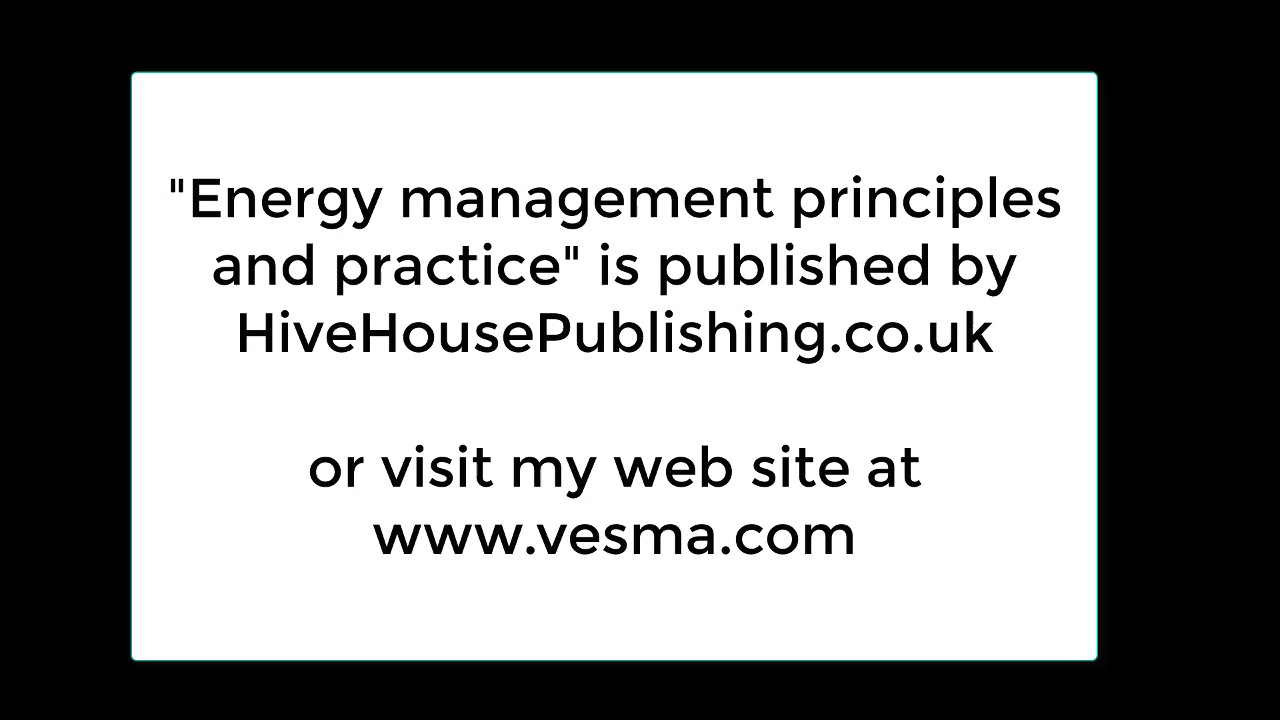 "Energy management principles
and practice" is published by
HiveHousePublishing.co.uk
or visit my web site at
www.vesma.com